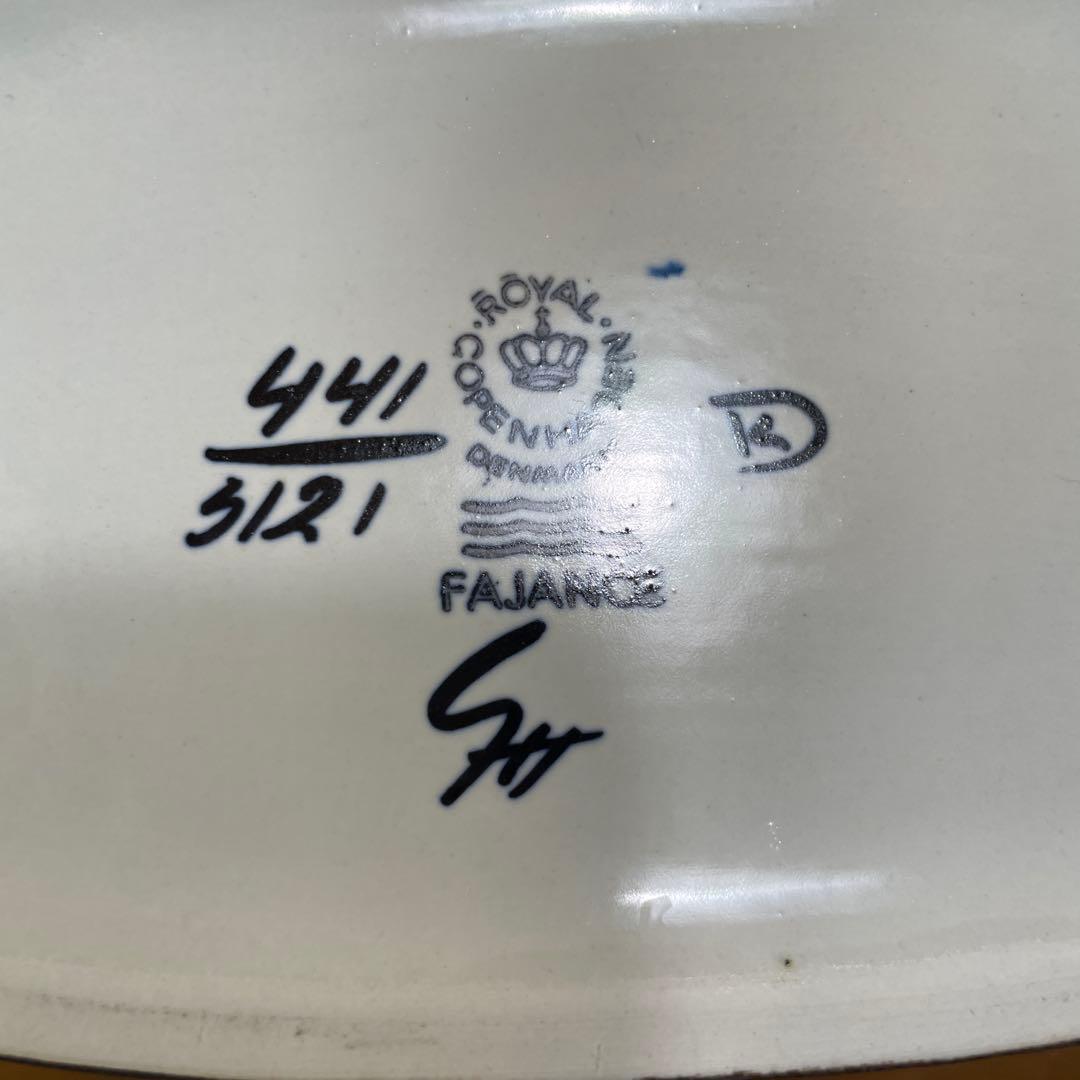 ROYAL
COPENHAGEN
DENMARK
441
3121
FAJANCE